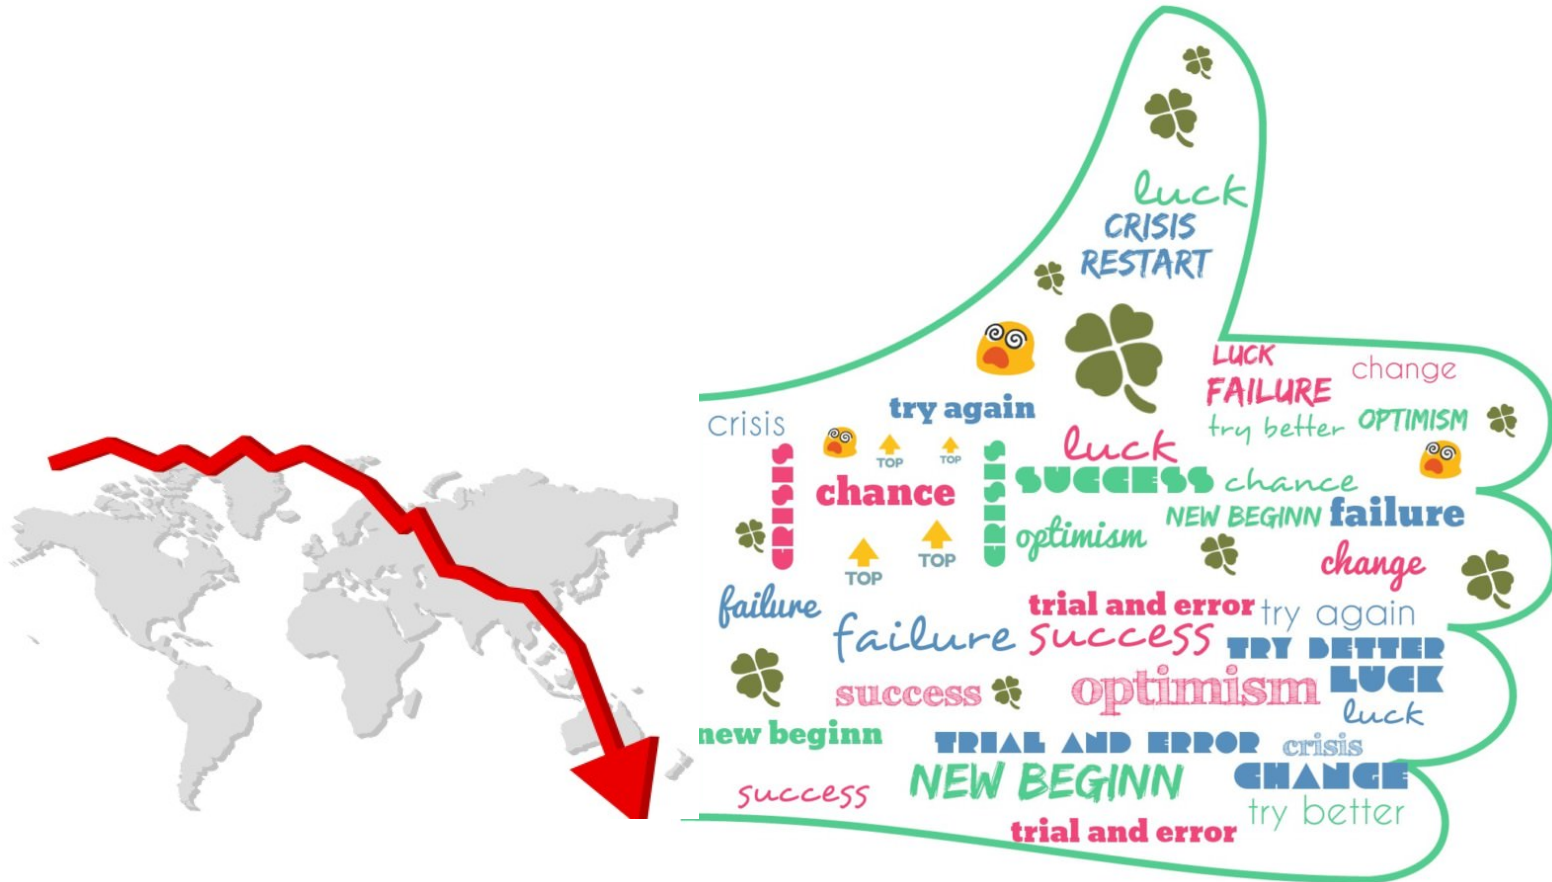 luck
CRISIS
RESTART
LUCK
change
FAILURE
try again
OPTIMISM
crisis
try better
luck
CRISIS
TOP
TOP
CRISIS
SUCCESS
chance
chance
NEW BEGINN
failure
optimism
change
TOP
TOP
failure
trial and error
try again
failure
success
TRY BETTER
success
optimism
LUCK
luck
new beginn
TRIAL AND ERROR
crisis
NEW BEGINN
CHANGE
success
try better
trial and error